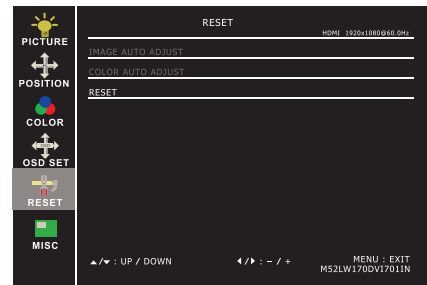 RESET
HDMI 1920x1080@60.0Hz
PICTURE
IMAGE AUTO ADJUST
COLOR AUTO ADJUST
POSITION
RESET
COLOR
OSD SET
RESET
MISC
▲/▼ : UP / DOWN
◀/▶ : – / +
MENU : EXIT
M52LW170DVI701IN